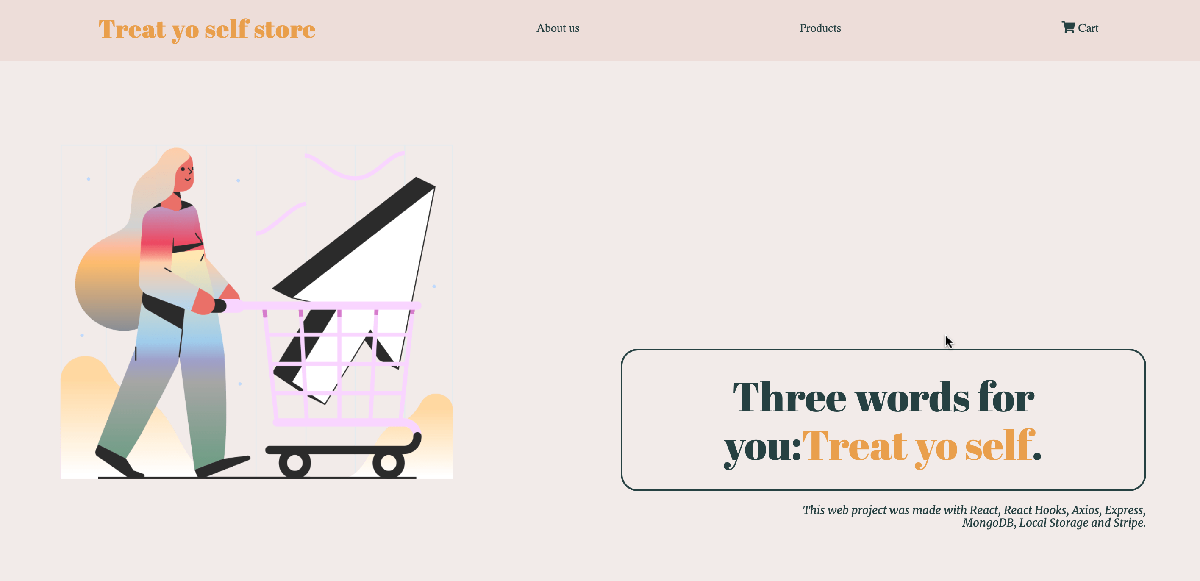 Treat yo self store
About us
Products
Cart
Three words for
you:Treat yo self.
This web project was made with React, React Hooks, Axios, Express,
MongoDB, Local Storage and Stripe.